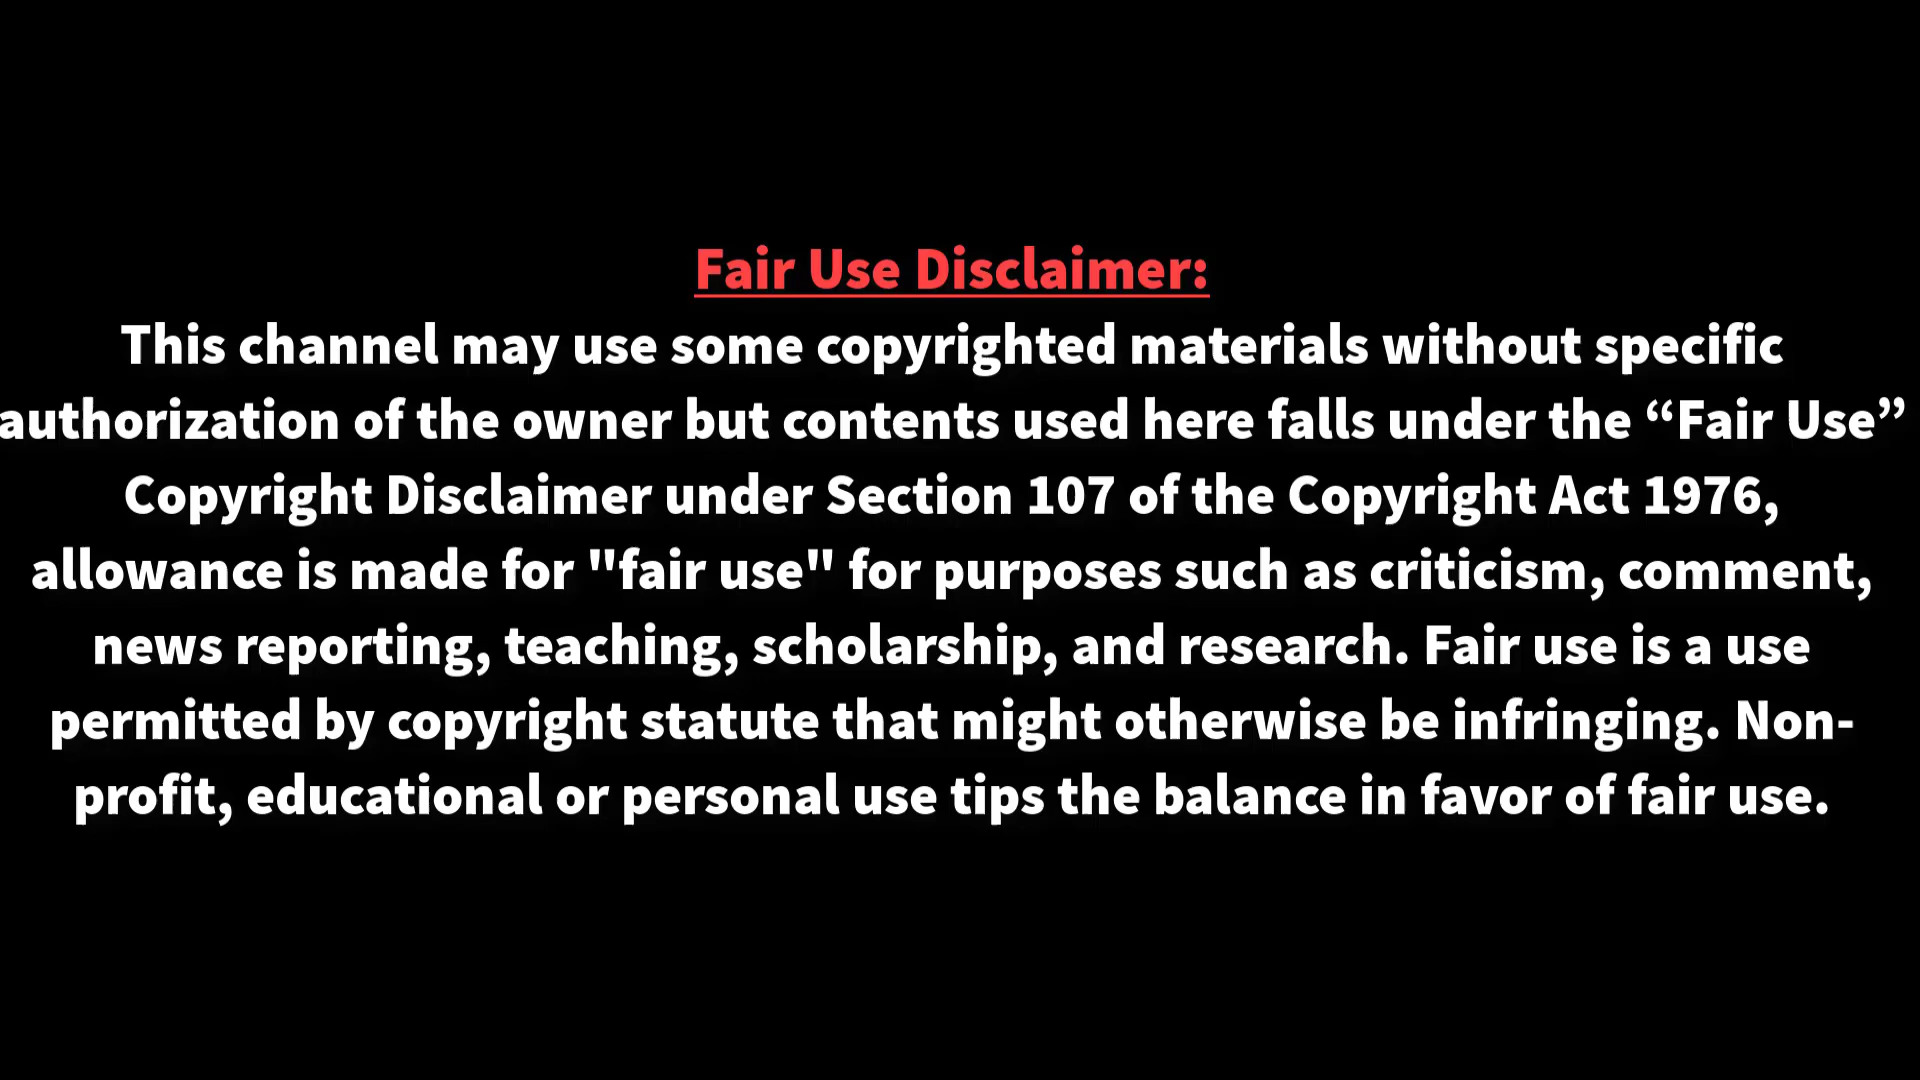 Fair Use Disclaimer:
This channel may use some copyrighted materials without specific
authorization of the owner but contents used here falls under the “Fair Use”
Copyright Disclaimer under Section 107 of the Copyright Act 1976,
allowance is made for "fair use" for purposes such as criticism, comment,
news reporting, teaching, scholarship, and research. Fair use is a use
permitted by copyright statute that might otherwise be infringing. Non-
profit, educational or personal use tips the balance in favor of fair use.